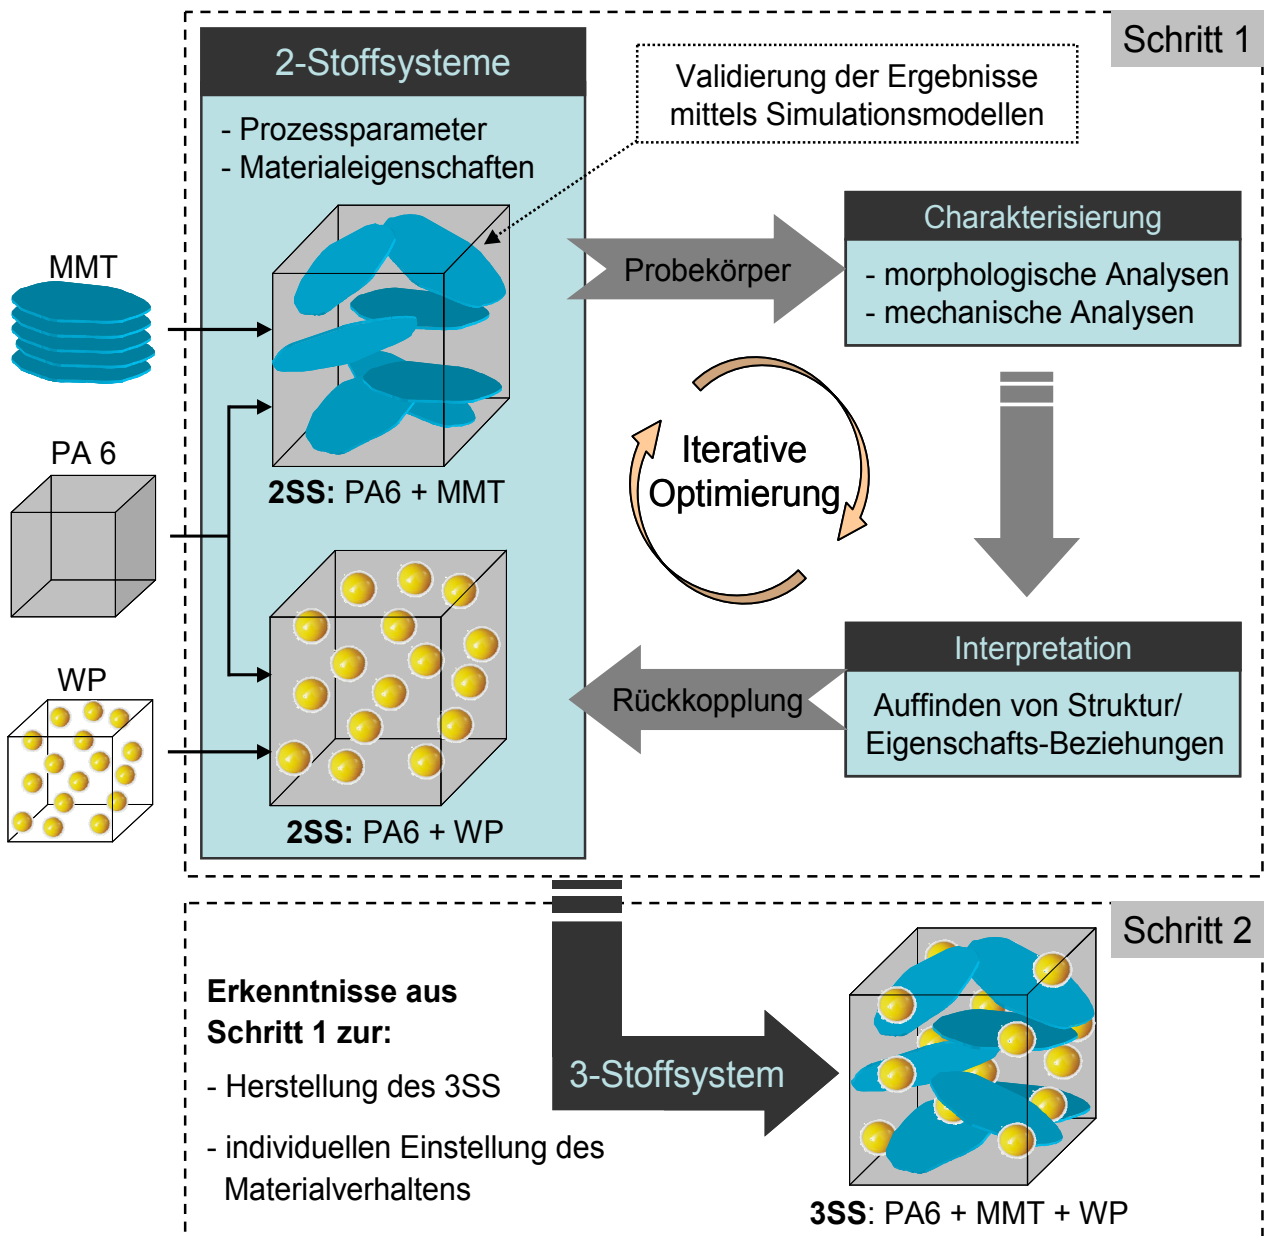 Schritt 1
2-Stoffsysteme
- Prozessparameter
- Materialeigenschaften
Validierung der Ergebnisse
mittels Simulationsmodellen
MMT
PA 6
WP
2SS: PA6 + MMT
2SS: PA6 + WP
Probekörper
Charakterisierung
- morphologische Analysen
- mechanische Analysen
Iterative
Optimierung
Interpretation
Auffinden von Struktur/
Eigenschafts-Beziehungen
Rückkopplung
Schritt 2
Erkenntnisse aus
Schritt 1 zur:
- Herstellung des 3SS
- individuellen Einstellung des
Materialverhaltens
3-Stoffsystem
3SS: PA6 + MMT + WP